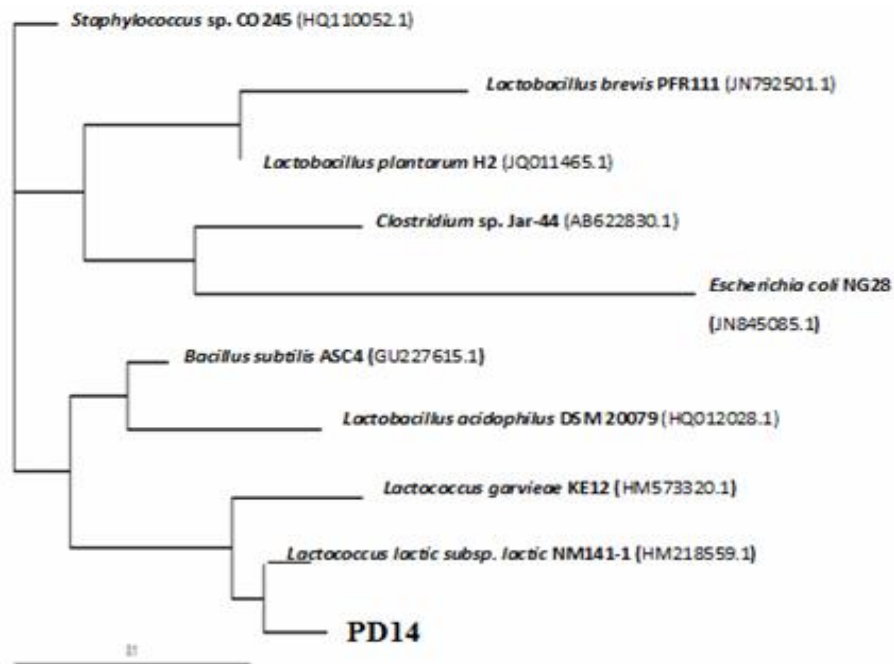 Staphylococcus sp. CO245 (HQ110052.1)
Lactobacillus brevis PFR111 (JN792501.1)
Lactobacillus plantarum H2 (JQ011465.1)
Clostridium sp. Jar-44 (AB622830.1)
Escherichia coli NG28
(JN845085.1)
Bacillus subtilis ASC4 (GU227615.1)
Lactobacillus acidophilus DSM 20079 (HQ012028.1)
Lactococcus garvieae KE12 (HM573320.1)
Lactococcus lactic subsp. lactic NM141-1 (HM218559.1)
PD14